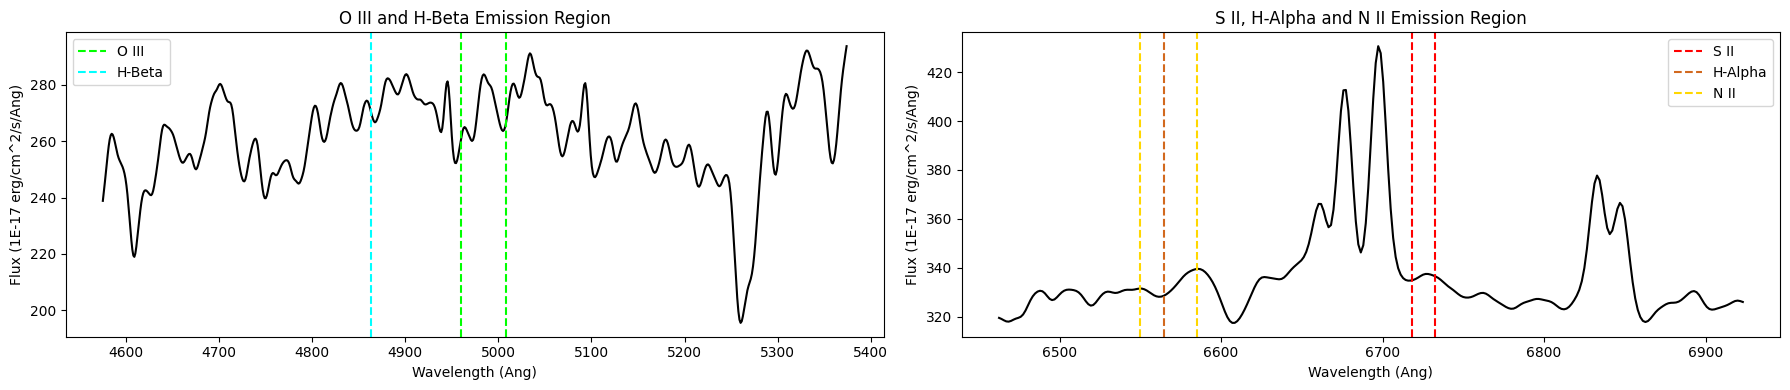 O III and H-Beta Emission Region
O III
H-Beta
Flux (1E-17 erg/cm^2/s/Ang)
280
260
240
220
200
4600 4700 4800 4900 5000 5100 5200 5300 5400
Wavelength (Ang)
S II, H-Alpha and N II Emission Region
S II
H-Alpha
N II
Flux (1E-17 erg/cm^2/s/Ang)
420
400
380
360
340
320
6500 6600 6700 6800 6900
Wavelength (Ang)